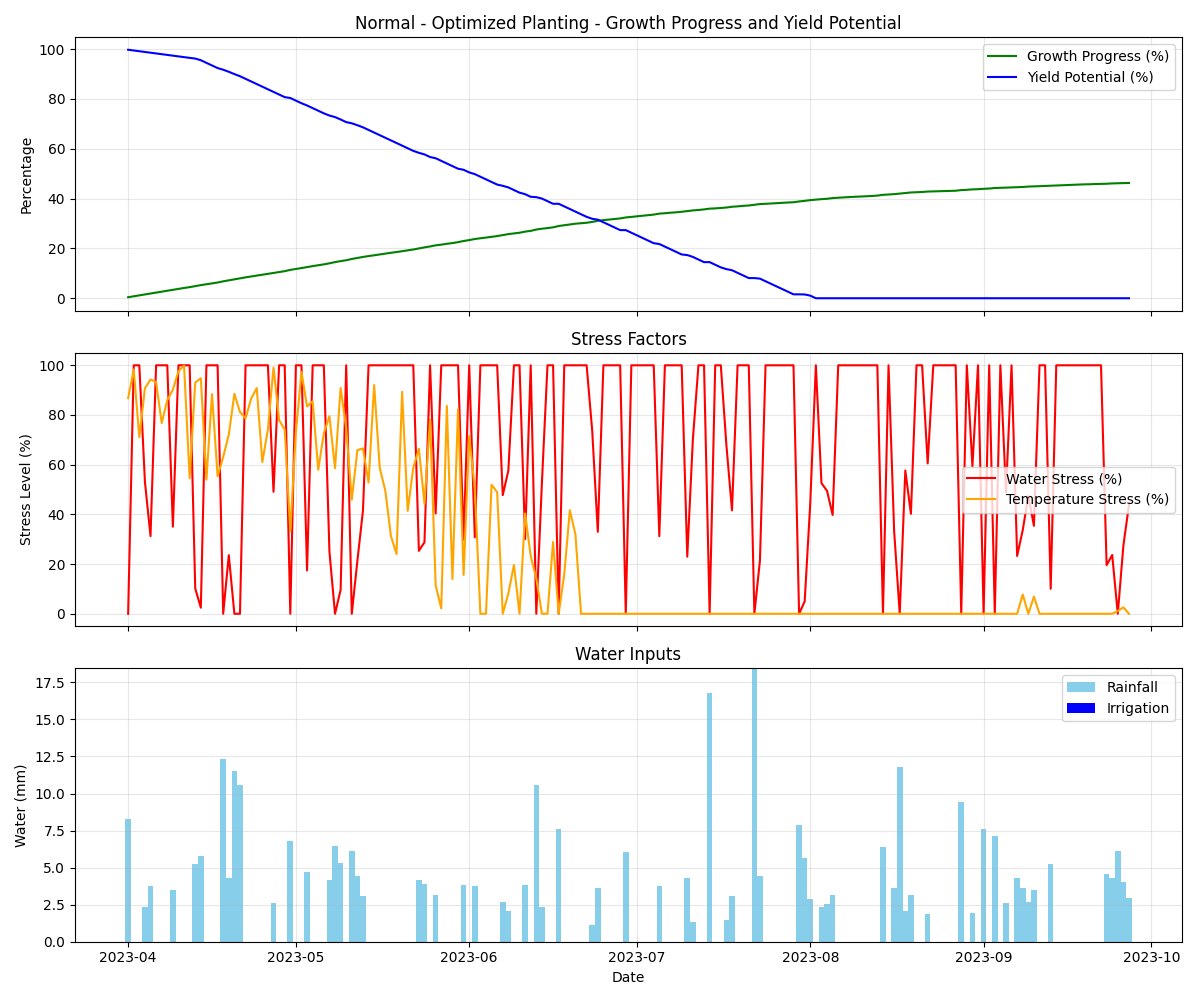 Normal - Optimized Planting - Growth Progress and Yield Potential
100
80
60
40
20
0
Percentage
Growth Progress (%)
Yield Potential (%)
Stress Factors
100
80
60
40
20
0
Stress Level (%)
Water Stress (%)
Temperature Stress (%)
Water Inputs
17.5
15.0
12.5
10.0
7.5
5.0
2.5
0.0
Water (mm)
Rainfall
Irrigation
2023-04 2023-05 2023-06 2023-07 2023-08 2023-09 2023-10
Date